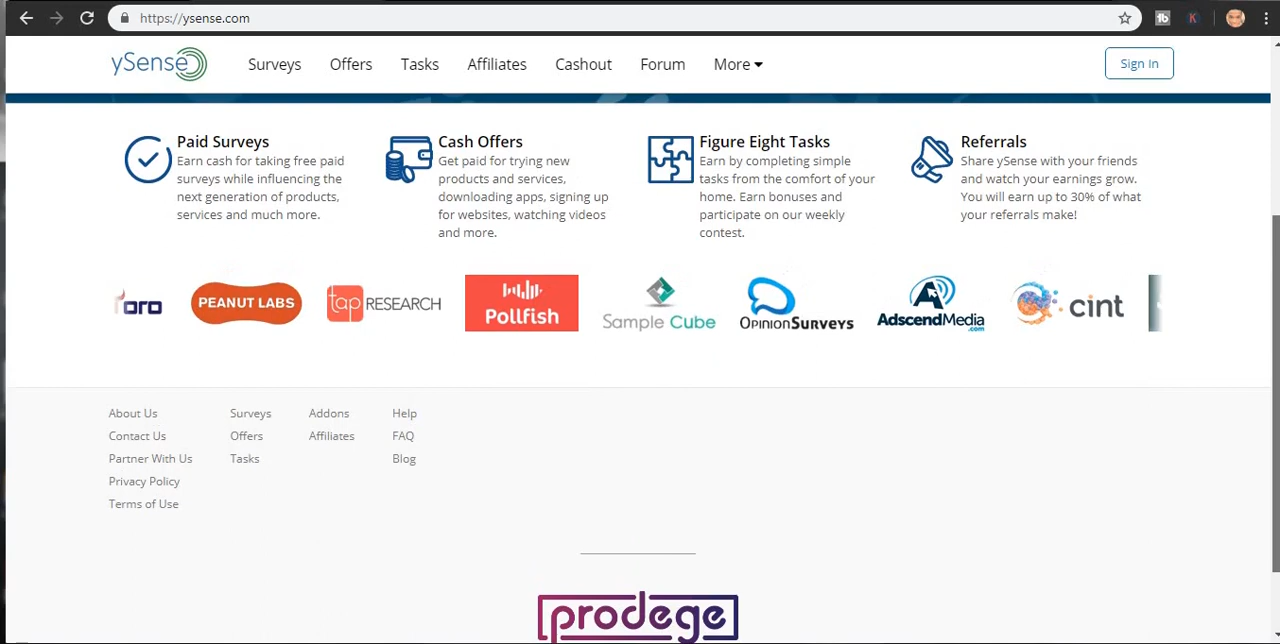 https://ysense.com
ySense
Surveys
Offers
Tasks
Affiliates
Cashout
Forum
More
Sign In
Paid Surveys
Earn cash for taking free paid
surveys while influencing the
next generation of products,
services and much more.
Cash Offers
Get paid for trying new
products and services,
downloading apps, signing up
for websites, watching videos
and more.
Figure Eight Tasks
Earn by completing simple
tasks from the comfort of your
home. Earn bonuses and
participate on our weekly
contest.
Referrals
Share ySense with your friends
and watch your earnings grow.
You will earn up to 30% of what
your referrals make!
PEANUT LABS
tap RESEARCH
Pollfish
Sample Cube
OPINIONSURVEYS
AdscendMedia
.com
cint
About Us
Contact Us
Partner With Us
Privacy Policy
Terms of Use
Surveys
Offers
Tasks
Addons
Affiliates
Help
FAQ
Blog
prodege